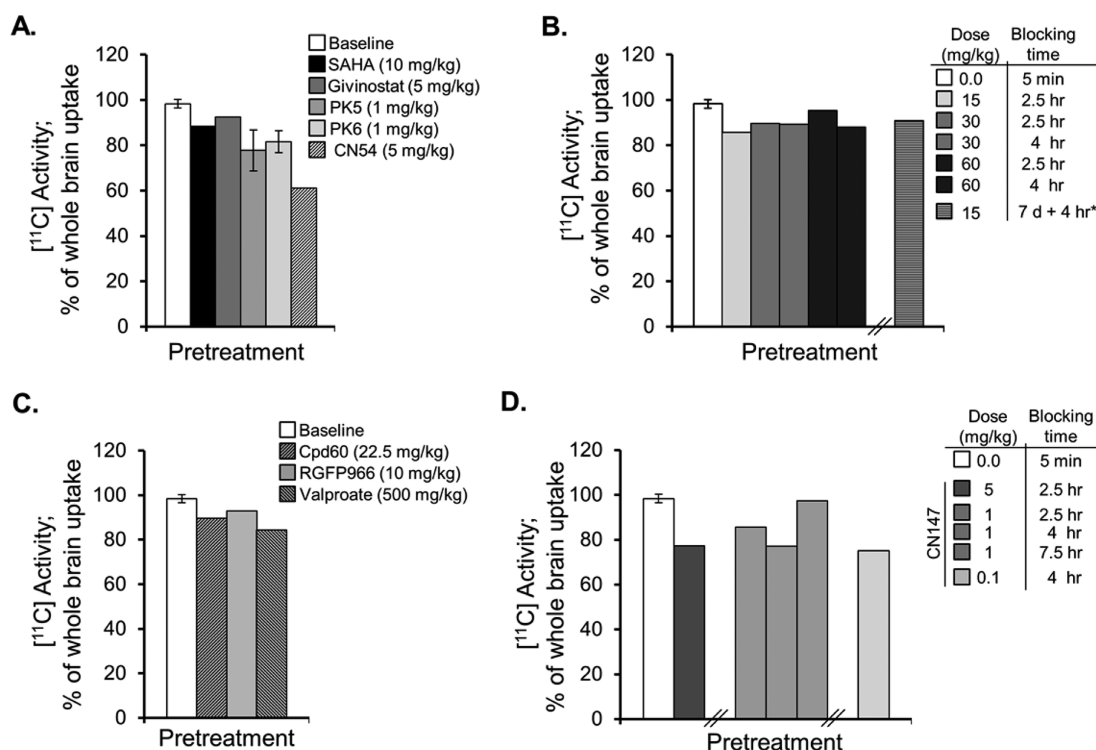 A.
[¹¹C] Activity;
% of whole brain uptake
120
100
80
60
40
20
0
Pretreatment
Baseline
SAHA (10 mg/kg)
Givinostat (5 mg/kg)
PK5 (1 mg/kg)
PK6 (1 mg/kg)
CN54 (5 mg/kg)
B.
[¹¹C] Activity;
% of whole brain uptake
120
100
80
60
40
20
0
Pretreatment
Dose Blocking
(mg/kg) time
0.0 5 min
15 2.5 hr
30 2.5 hr
30 4 hr
60 2.5 hr
60 4 hr
15 7 d + 4 hr*
C.
[¹¹C] Activity;
% of whole brain uptake
120
100
80
60
40
20
0
Pretreatment
Baseline
Cpd60 (22.5 mg/kg)
RGFP966 (10 mg/kg)
Valproate (500 mg/kg)
D.
[¹¹C] Activity;
% of whole brain uptake
120
100
80
60
40
20
0
Pretreatment
Dose Blocking
(mg/kg) time
0.0 5 min
CN147
5 2.5 hr
1 2.5 hr
1 4 hr
1 7.5 hr
0.1 4 hr